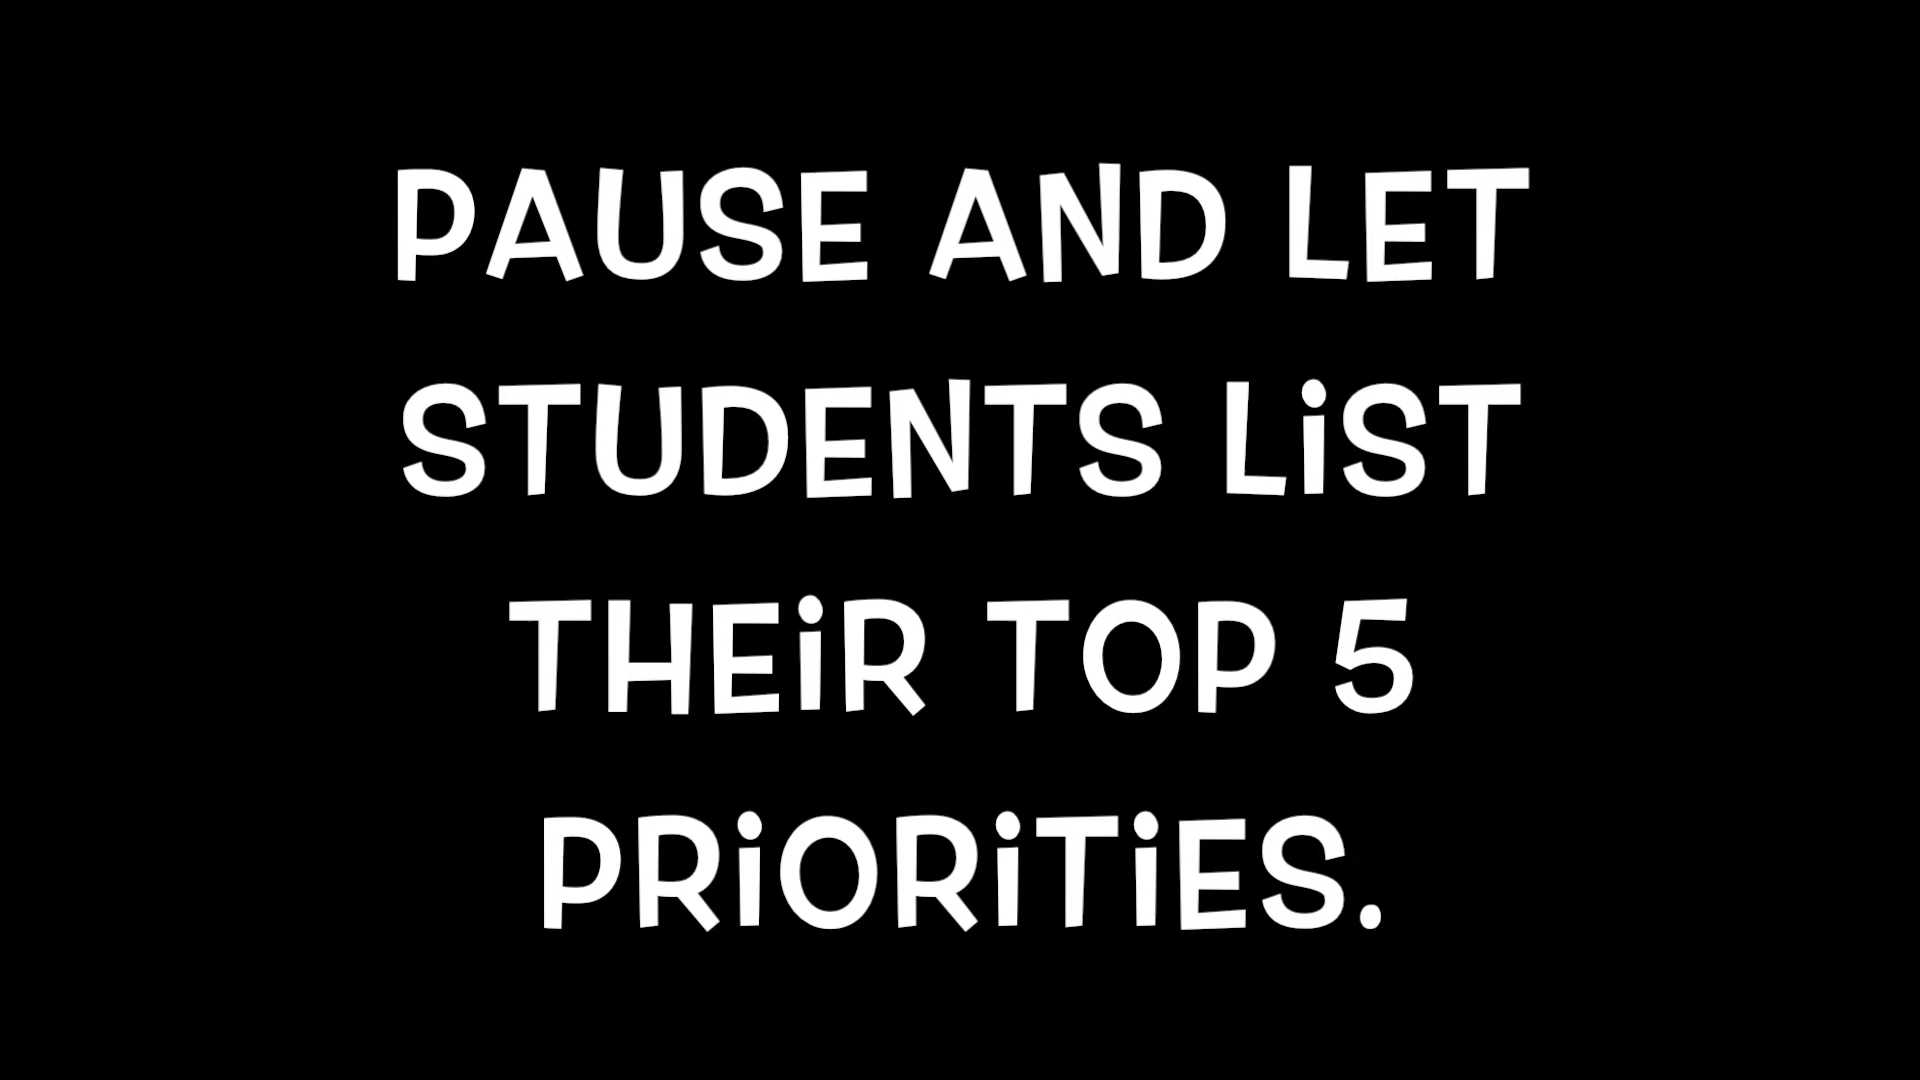 PAUSE AND LET
STUDENTS LiST
THEiR TOP 5
PRiORiTiES.